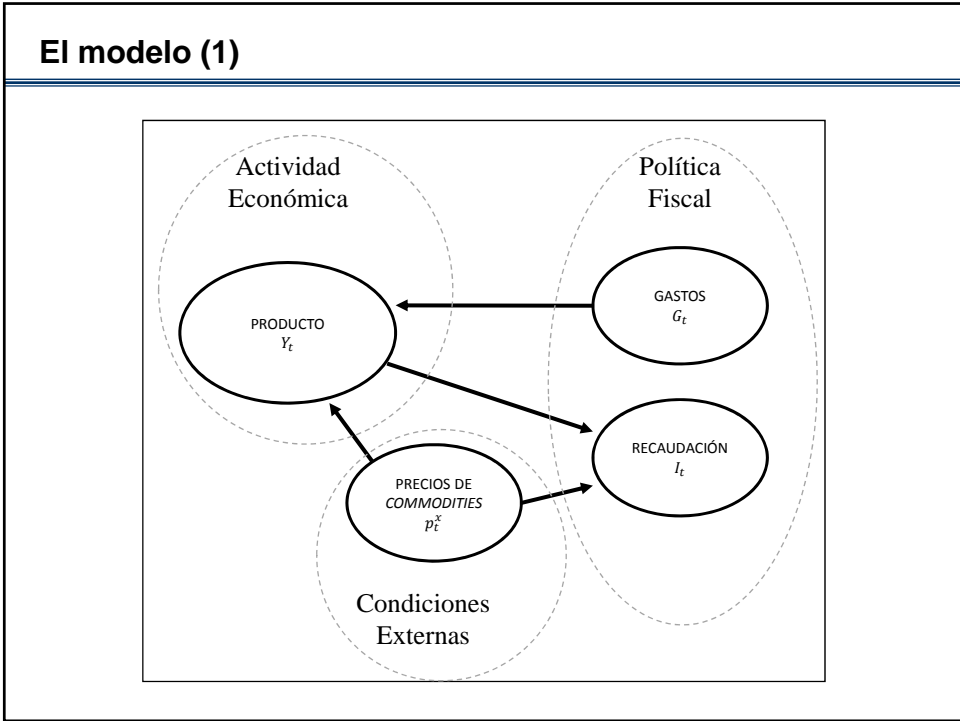 El modelo (1)
Actividad
Económica
Política
Fiscal
PRODUCTO
Yₜ
GASTOS
Gₜ
RECAUDACIÓN
Iₜ
PRECIOS DE
COMMODITIES
pₜˣ
Condiciones
Externas